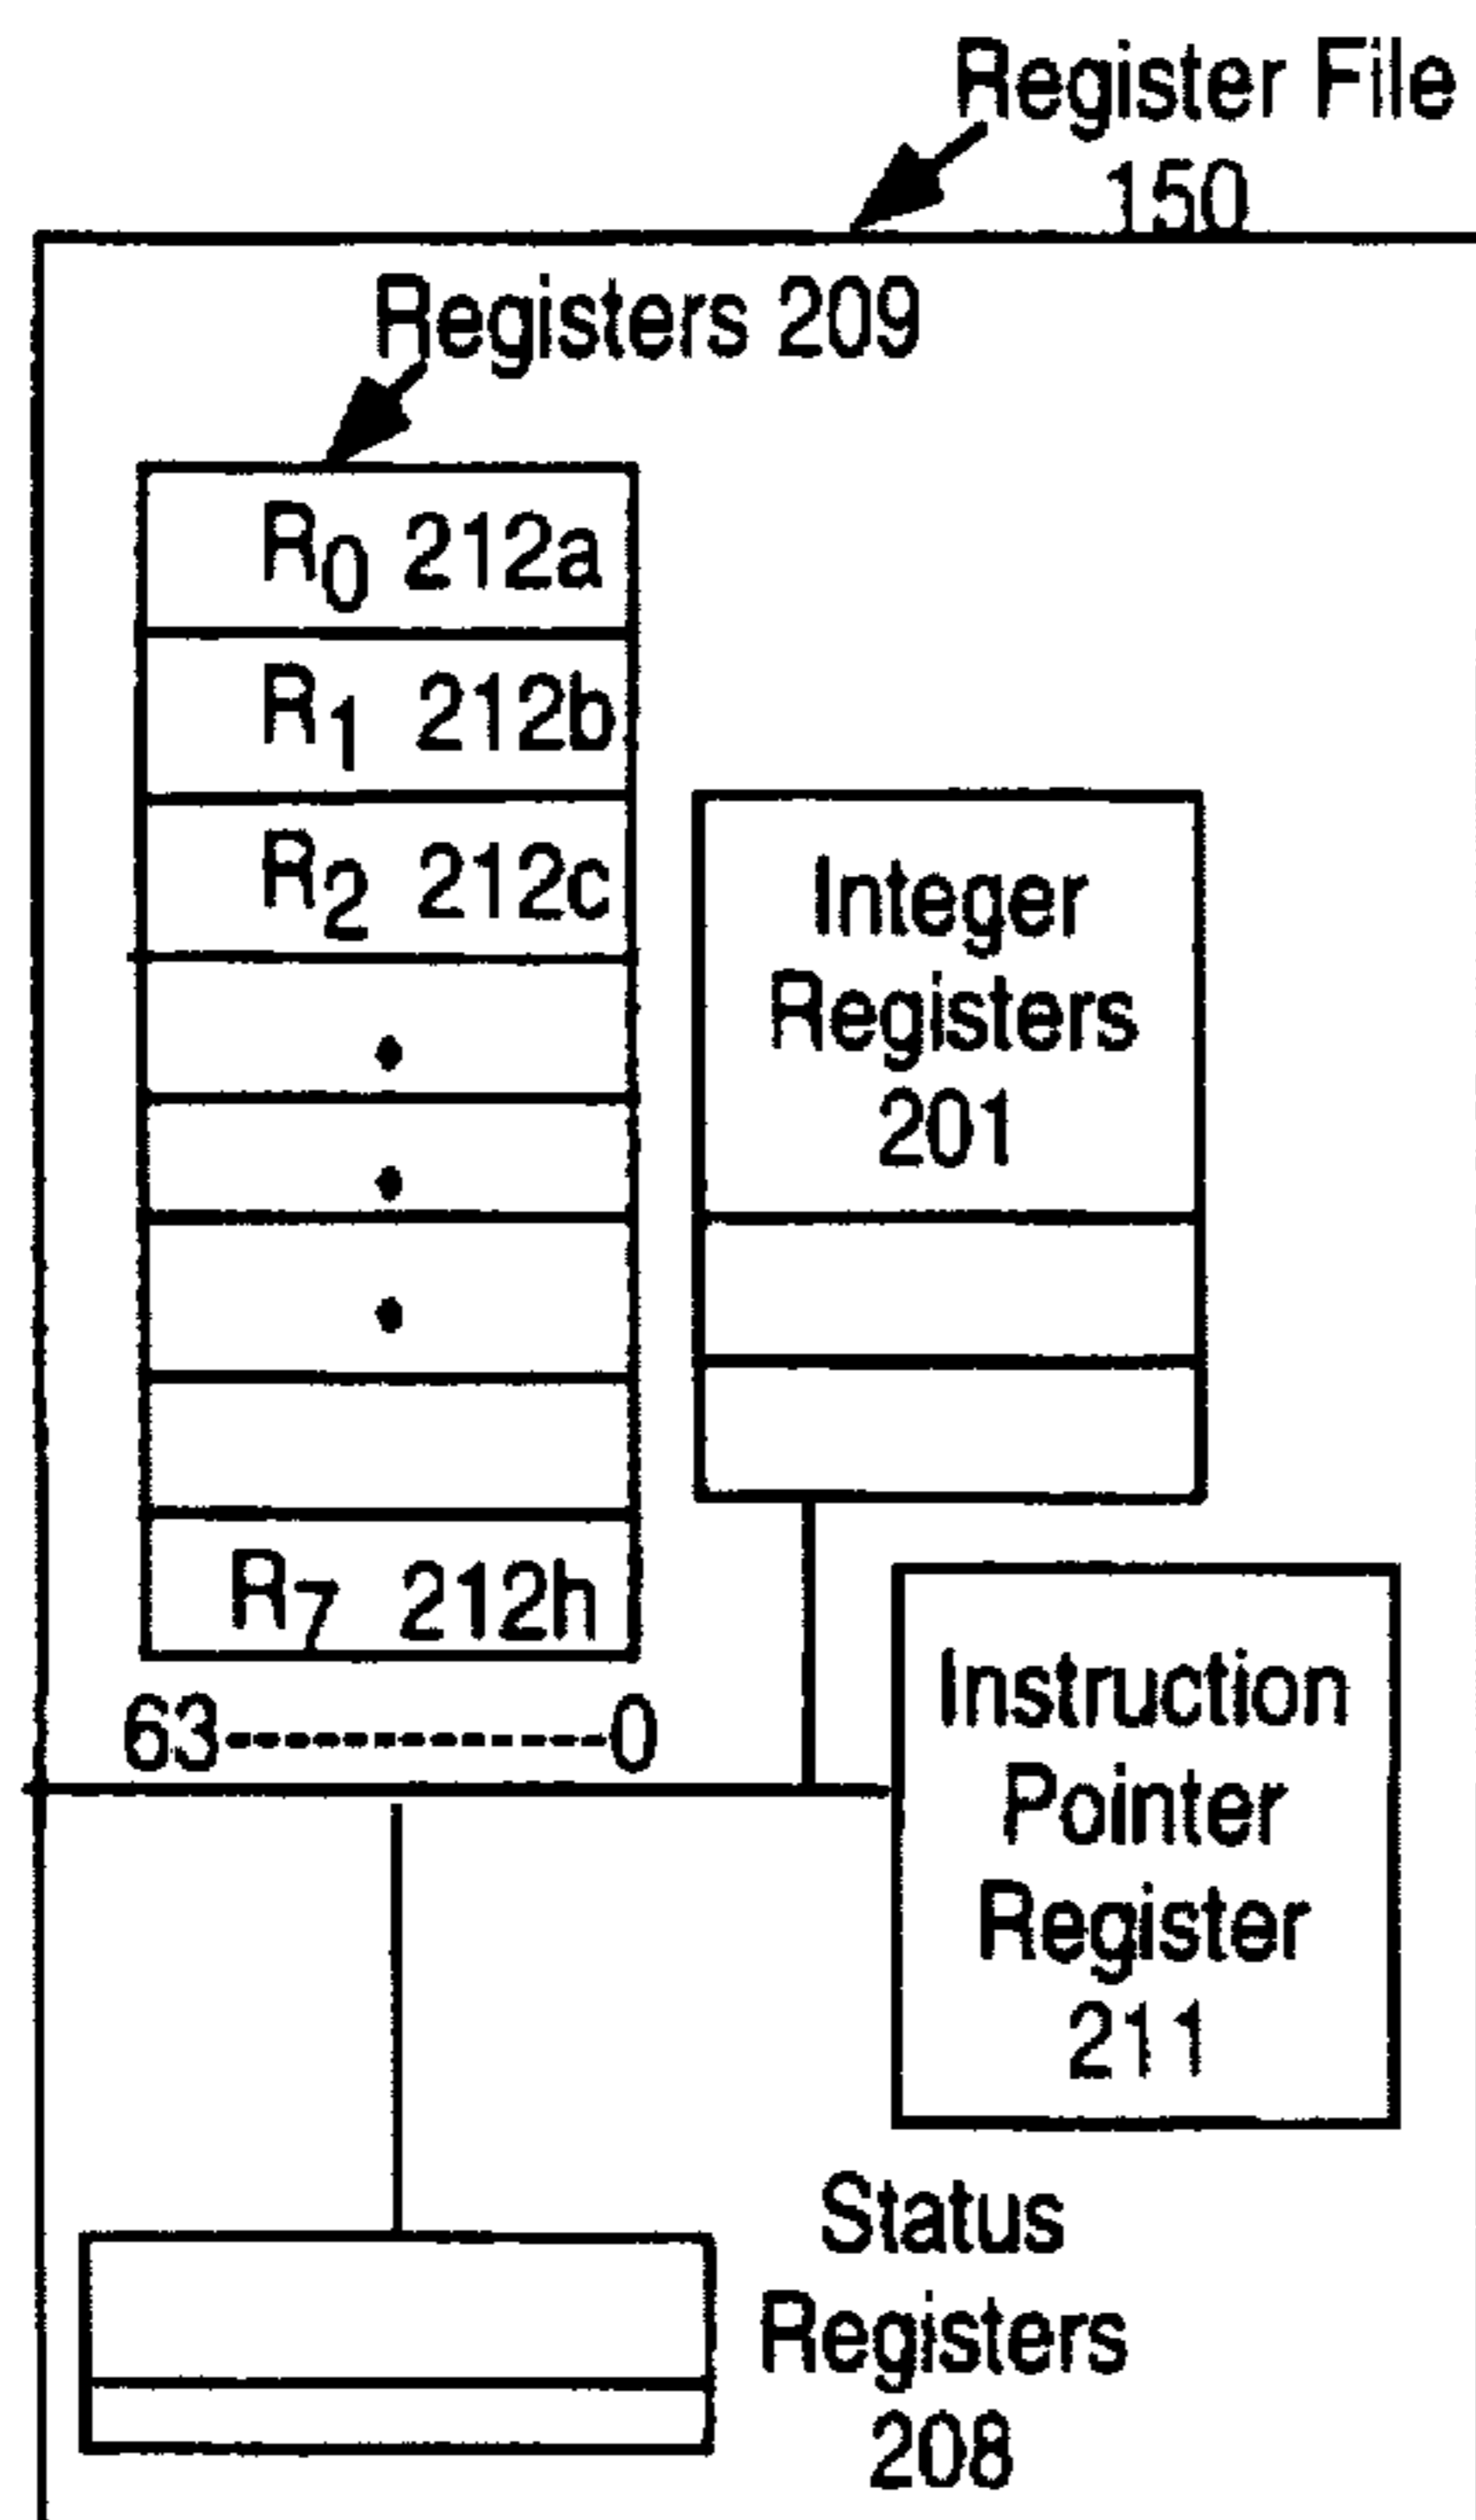 Register File
150
Registers 209
R0 212a
R1 212b
R2 212c
Integer
Registers
201
R7 212h
63------------0
Instruction
Pointer
Register
211
Status
Registers
208